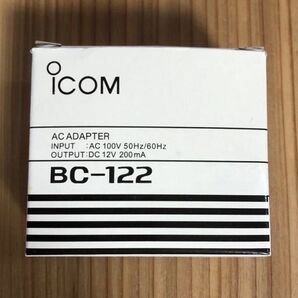 ICOM
AC ADAPTER
INPUT :AC 100V 50Hz/60Hz
OUTPUT:DC 12V 200mA
BC-122